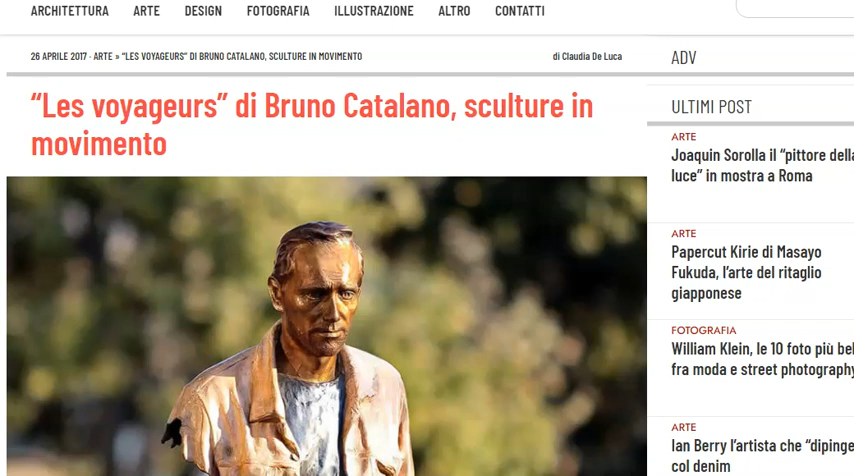 ARCHITETTURA ARTE DESIGN FOTOGRAFIA ILLUSTRAZIONE ALTRO CONTATTI
26 APRILE 2017 - ARTE » “LES VOYAGEURS” DI BRUNO CATALANO, SCULTURE IN MOVIMENTO di Claudia De Luca
“Les voyageurs” di Bruno Catalano, sculture in
movimento
ADV
ULTIMI POST
ARTE
Joaquin Sorolla il “pittore della
luce” in mostra a Roma
ARTE
Papercut Kirie di Masayo
Fukuda, l’arte del ritaglio
giapponese
FOTOGRAFIA
William Klein, le 10 foto più bel
fra moda e street photography
ARTE
Ian Berry l’artista che “dipinge
col denim